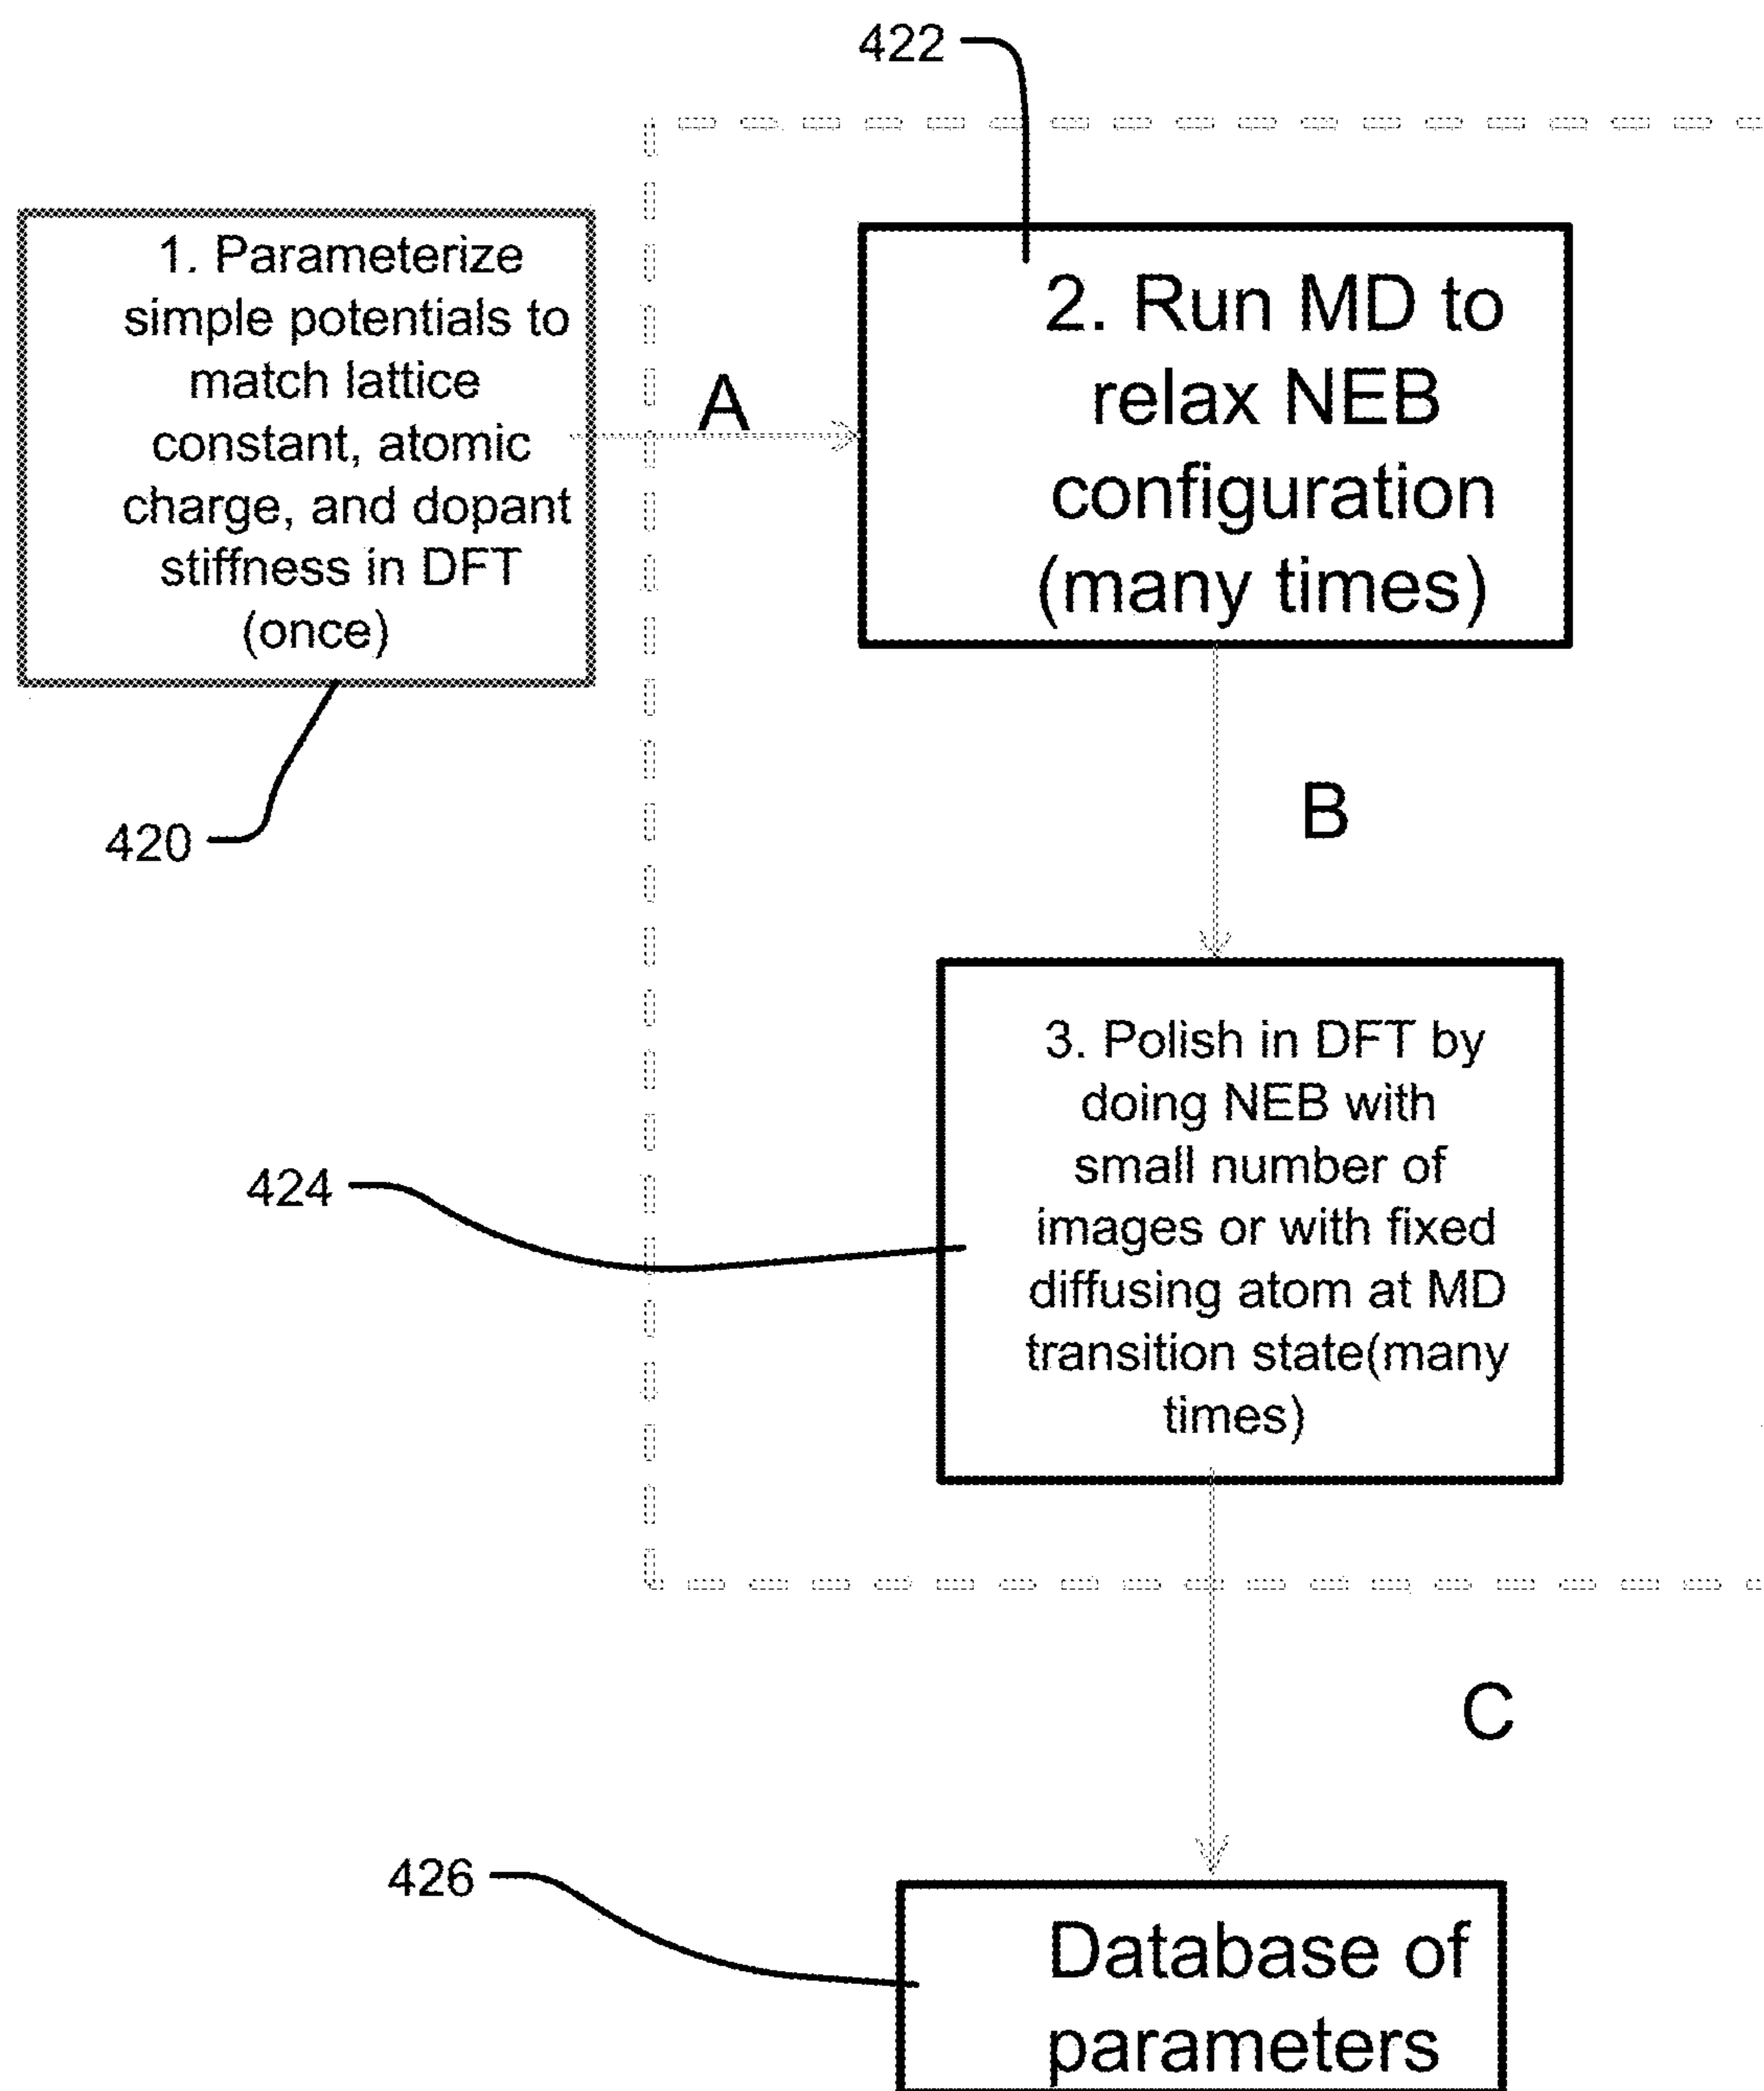 422
1. Parameterize
simple potentials to
match lattice
constant, atomic
charge, and dopant
stiffness in DFT
(once)
420
A
2. Run MD to
relax NEB
configuration
(many times)
B
3. Polish in DFT by
doing NEB with
small number of
images or with fixed
diffusing atom at MD
transition state(many
times)
424
C
426
Database of
parameters